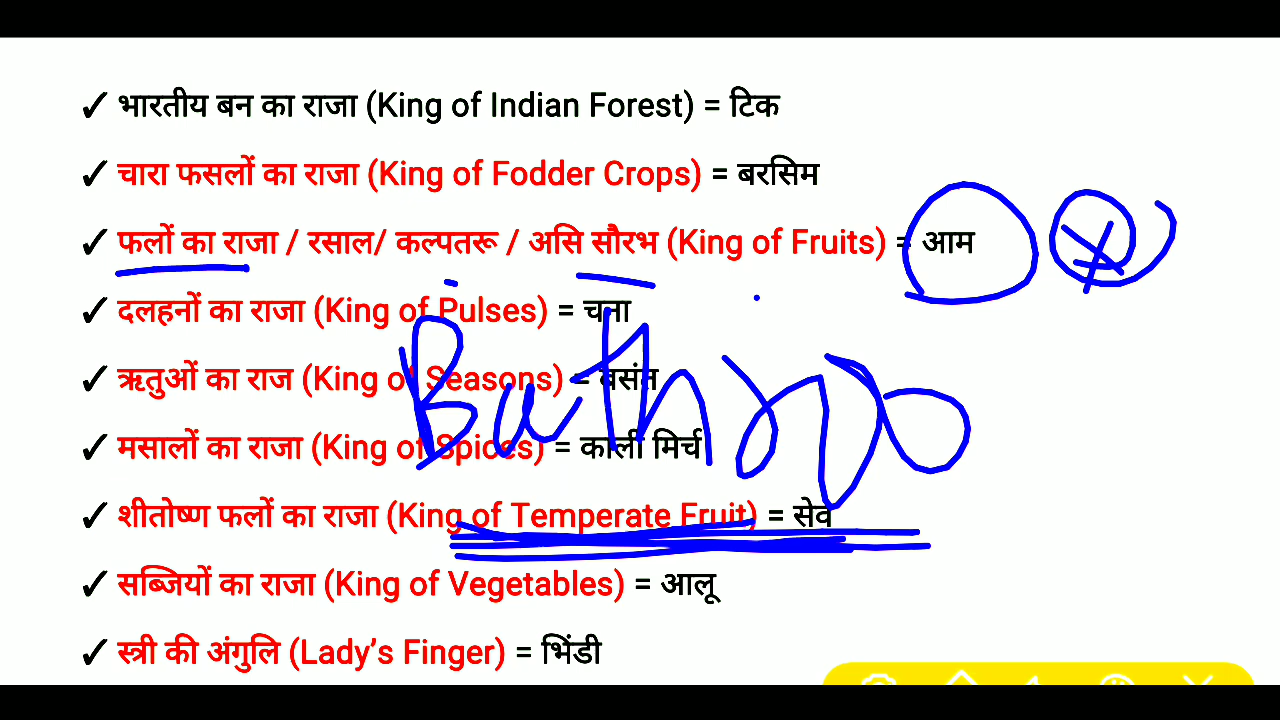 ✓ भारतीय बन का राजा (King of Indian Forest) = टिक
✓ चारा फसलों का राजा (King of Fodder Crops) = बरसिम
✓ फलों का राजा / रसाल/ कल्पतरू / असि सौरभ (King of Fruits) = आम
✓ दलहनों का राजा (King of Pulses) = चना
✓ ऋतुओं का राज (King of Seasons) = बसंत
✓ मसालों का राजा (King of Spices) = काली मिर्च
✓ शीतोष्ण फलों का राजा (King of Temperate Fruit) = सेव
✓ सब्जियों का राजा (King of Vegetables) = आलू
✓ स्त्री की अंगुलि (Lady’s Finger) = भिंडी